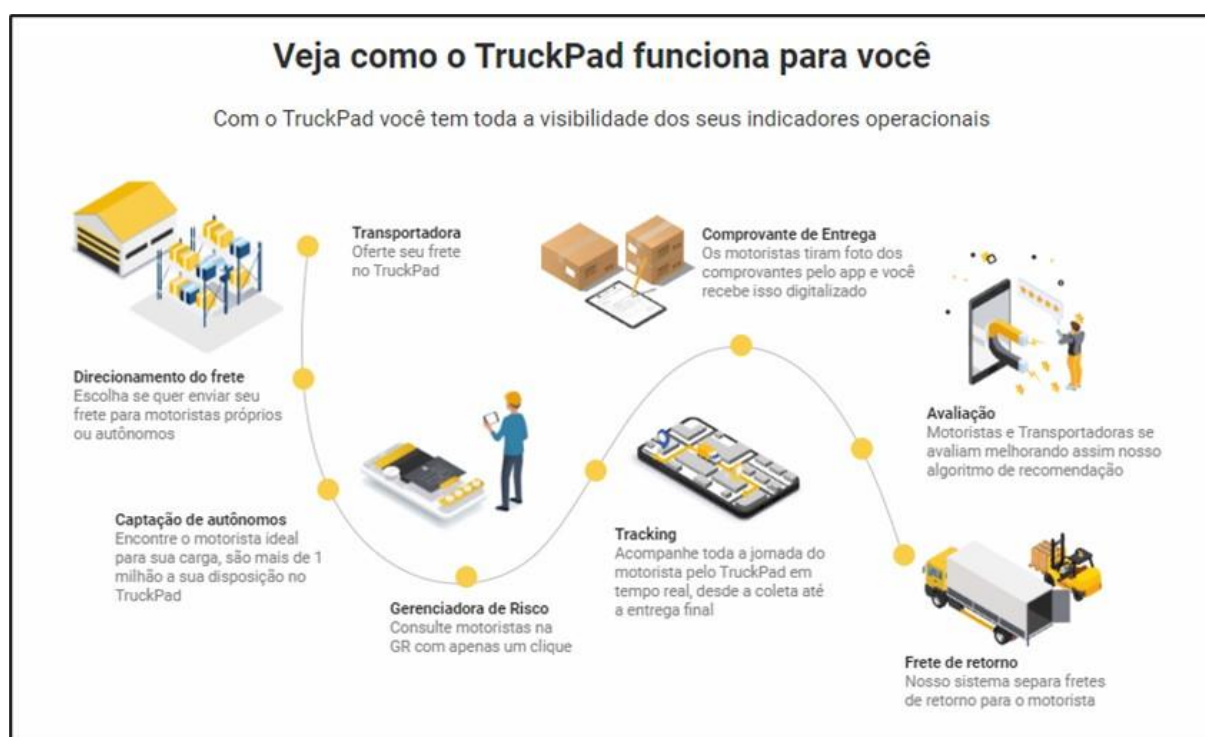 Veja como o TruckPad funciona para você
Com o TruckPad você tem toda a visibilidade dos seus indicadores operacionais
Transportadora
Oferte seu frete
no TruckPad
Direcionamento do frete
Escolha se quer enviar seu
frete para motoristas próprios
ou autônomos
Captação de autônomos
Encontre o motorista ideal
para sua carga, são mais de 1
milhão a sua disposição no
TruckPad
Gerenciadora de Risco
Consulte motoristas na
GR com apenas um clique
Tracking
Acompanhe toda a jornada do
motorista pelo TruckPad em
tempo real, desde a coleta até
a entrega final
Comprovante de Entrega
Os motoristas tiram foto dos
comprovantes pelo app e você
recebe isso digitalizado
Avaliação
Motoristas e Transportadoras se
avaliam melhorando assim nosso
algoritmo de recomendação
Frete de retorno
Nosso sistema separa fretes
de retorno para o motorista